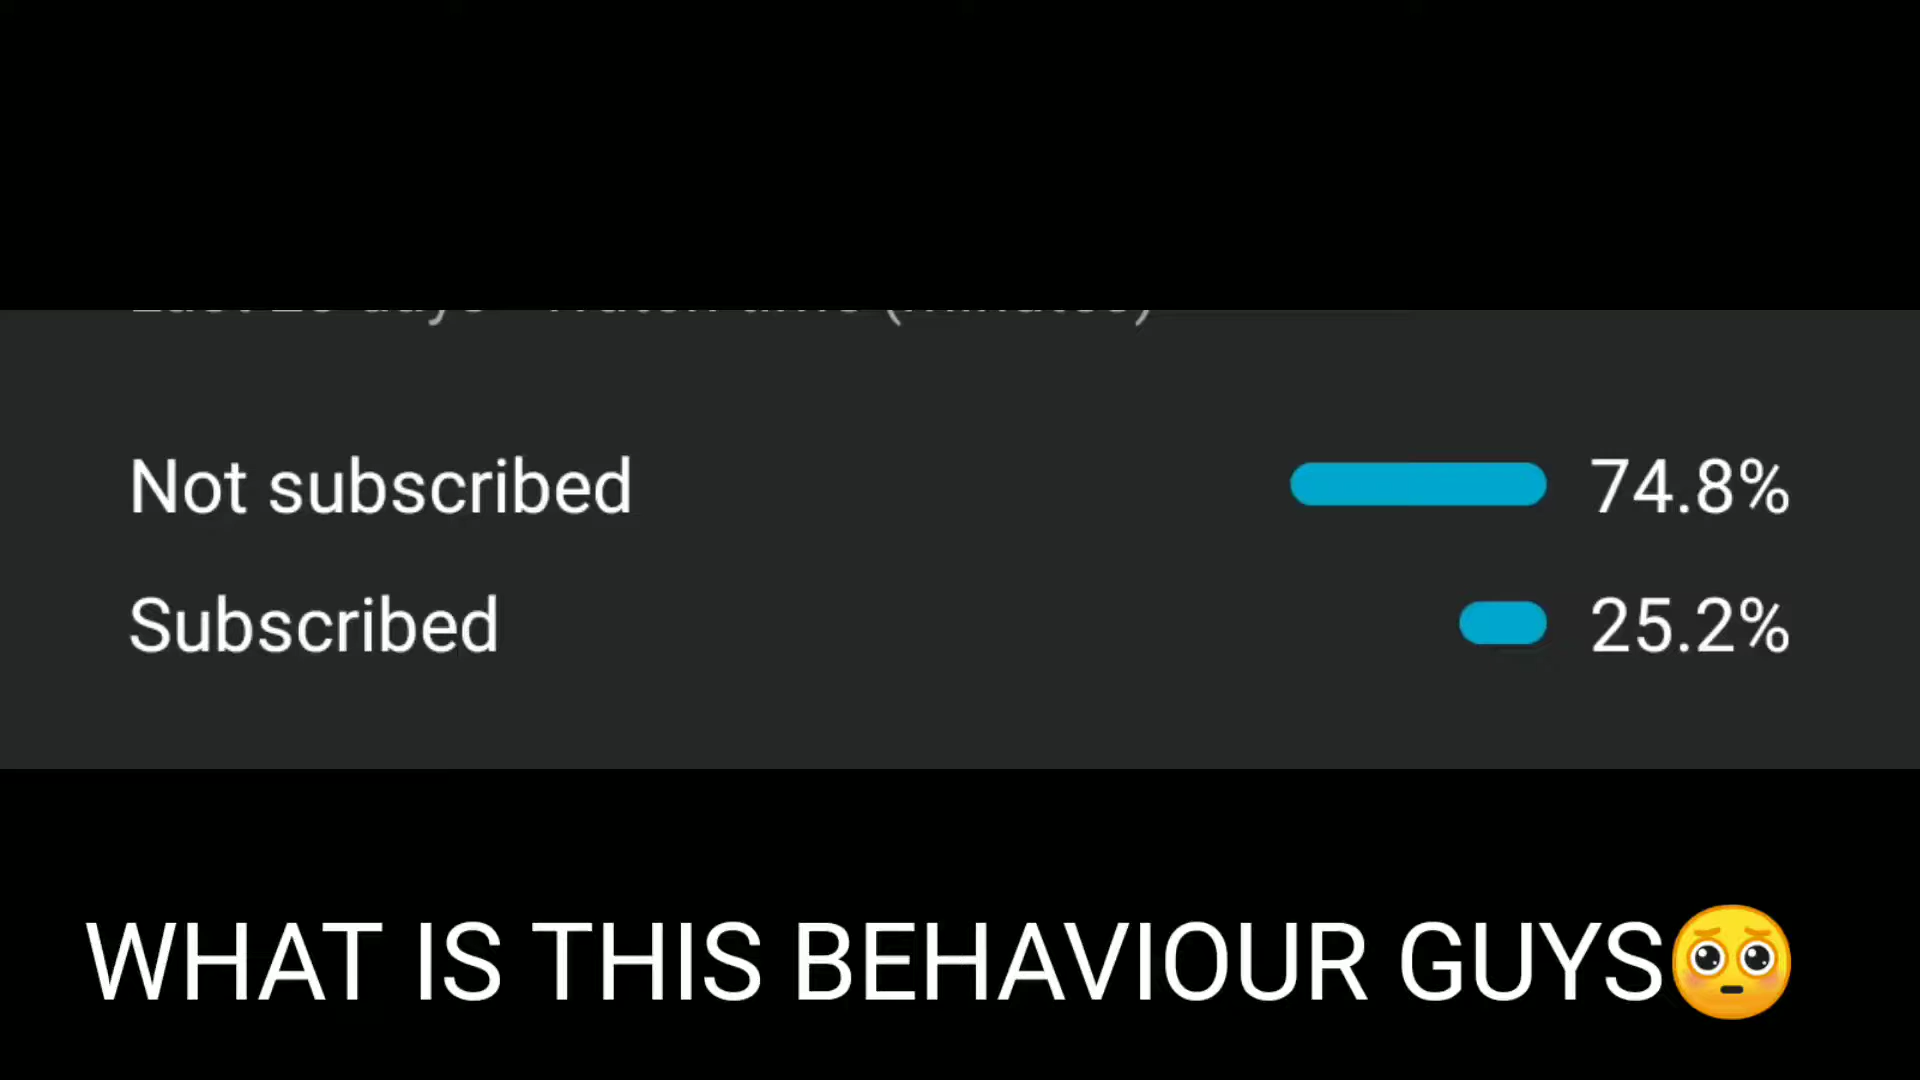 Not subscribed 74.8%
Subscribed 25.2%
WHAT IS THIS BEHAVIOUR GUYS🥺